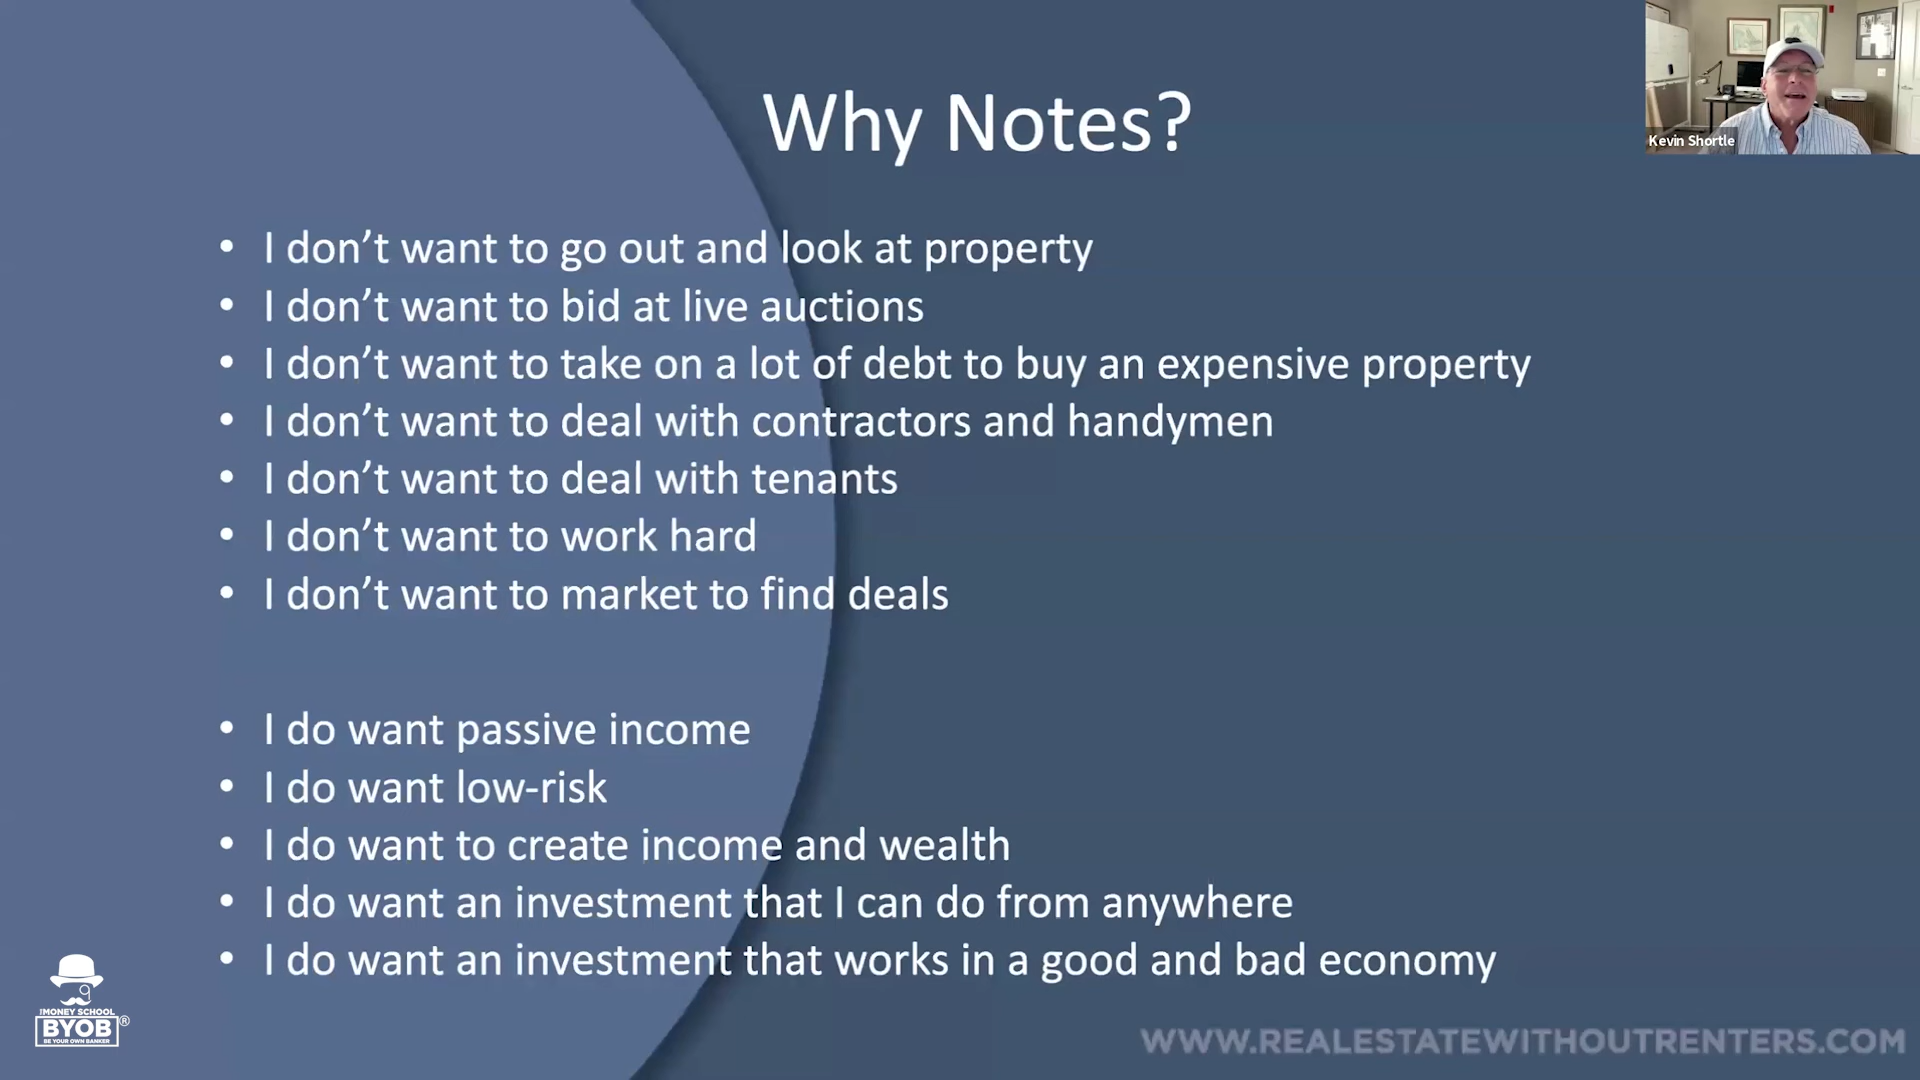 Why Notes?
Kevin Shortle
• I don’t want to go out and look at property
• I don’t want to bid at live auctions
• I don’t want to take on a lot of debt to buy an expensive property
• I don’t want to deal with contractors and handymen
• I don’t want to deal with tenants
• I don’t want to work hard
• I don’t want to market to find deals
• I do want passive income
• I do want low-risk
• I do want to create income and wealth
• I do want an investment that I can do from anywhere
• I do want an investment that works in a good and bad economy
THE MONEY SCHOOL
BYOB®
BE YOUR OWN BANKER
WWW.REALESTATEWITHOUTRENTERS.COM